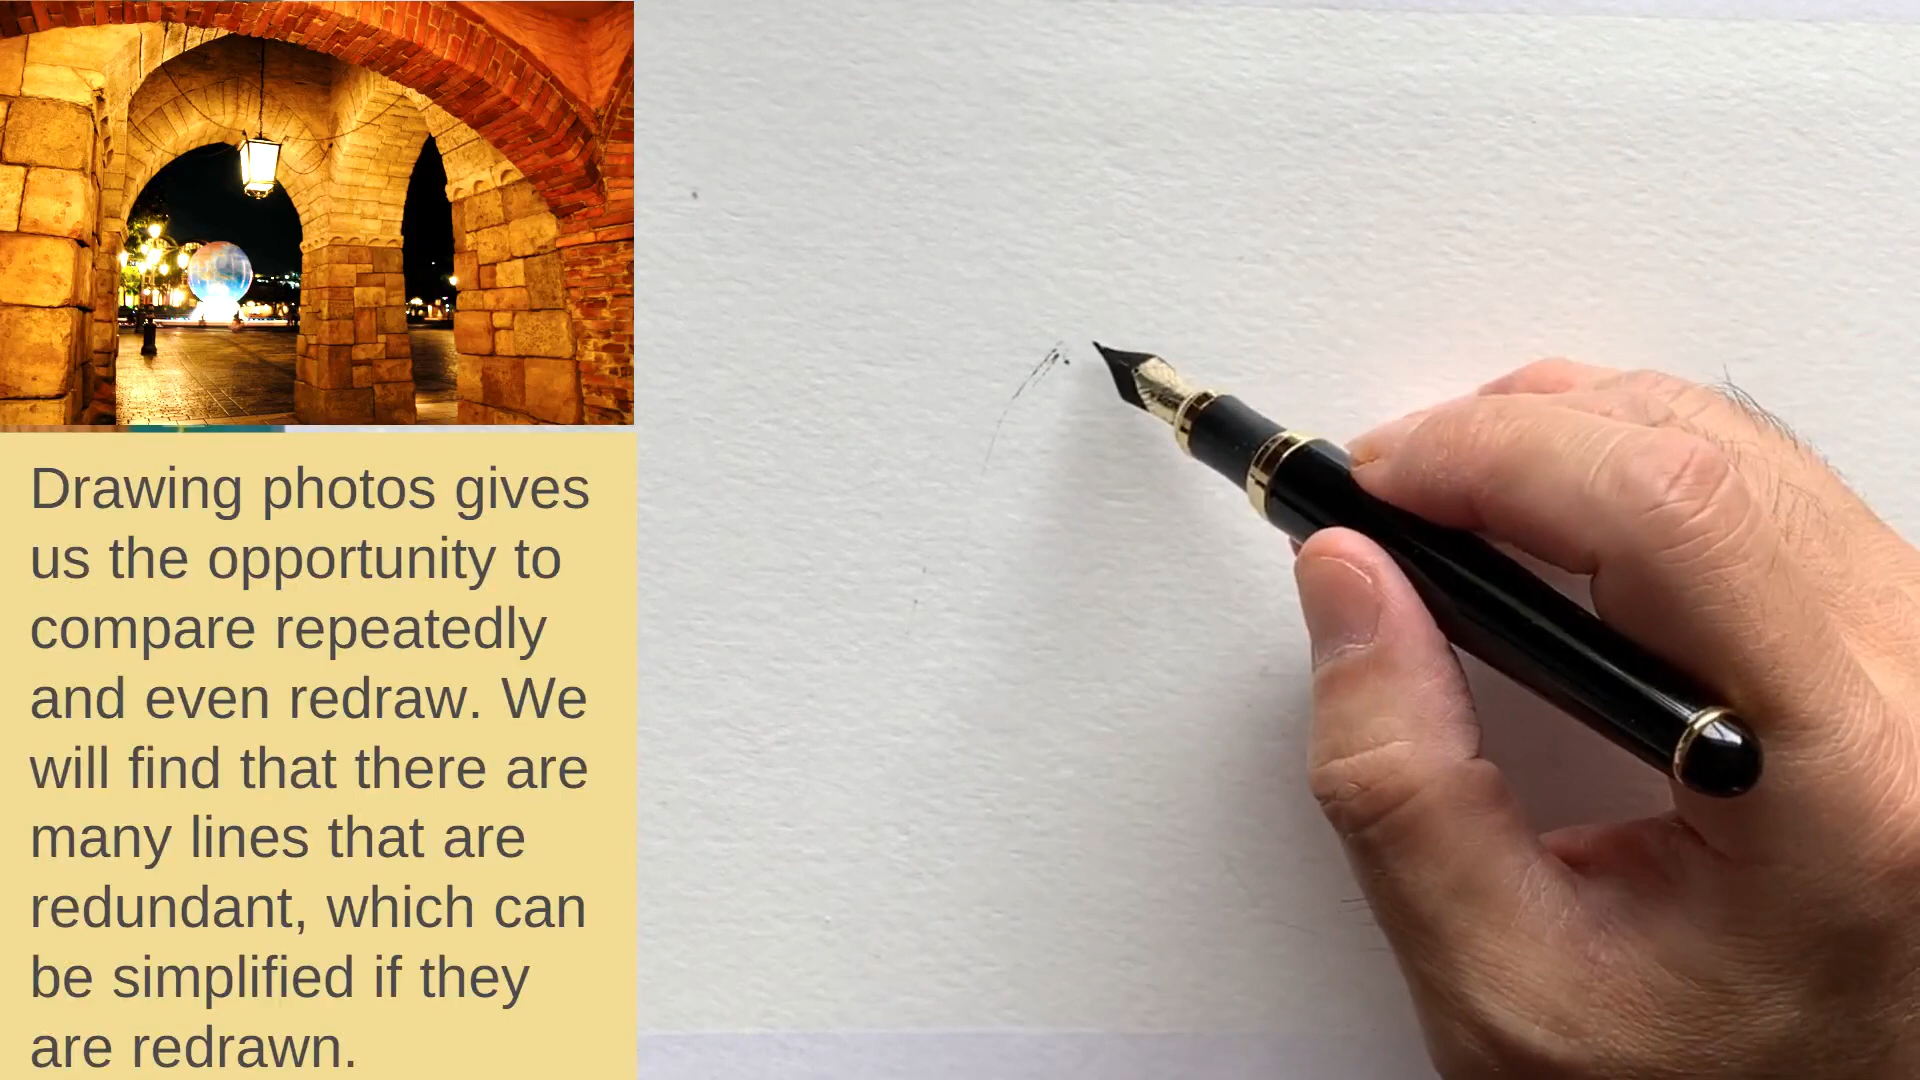 Drawing photos gives
us the opportunity to
compare repeatedly
and even redraw. We
will find that there are
many lines that are
redundant, which can
be simplified if they
are redrawn.